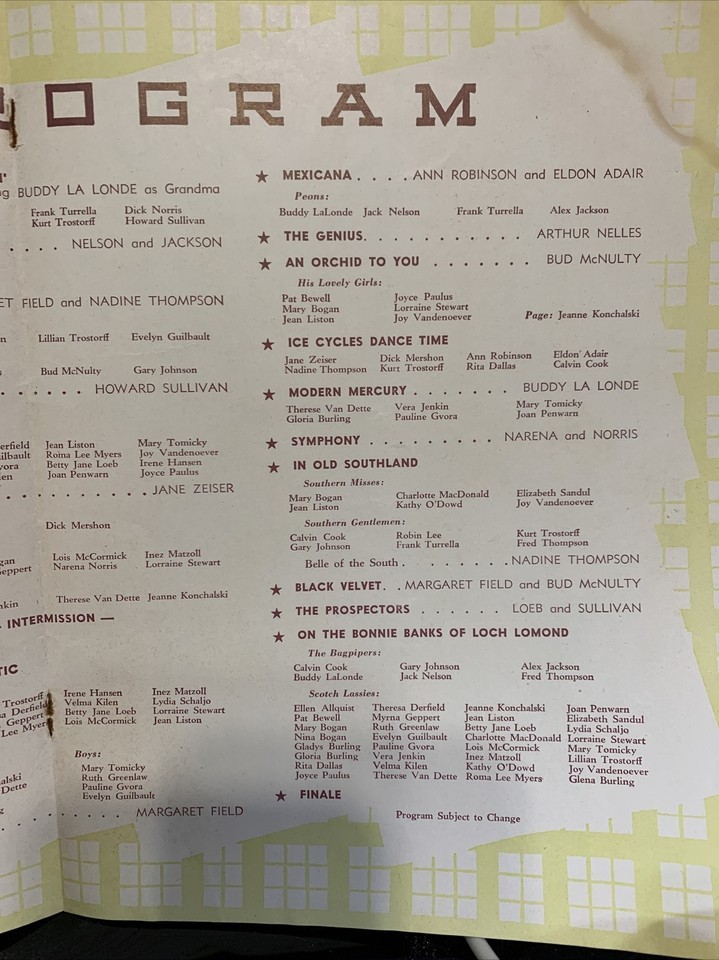 OGRAM
BUDDY LA LONDE as Grandma
Frank Turrella Dick Norris
Kurt Trostorff Howard Sullivan
. . . . NELSON and JACKSON
FIELD and NADINE THOMPSON
Lillian Trostorff Evelyn Guilbault
Bud McNulty Gary Johnson
. . . . . . HOWARD SULLIVAN
Jean Liston Mary Tomicky
Roma Lee Myers Joy Vandenoever
Betty Jane Loeb Irene Hansen
Joan Penwarn Joyce Paulus
. . . . . . . . . . . JANE ZEISER
Dick Mershon
Lois McCormick Inez Matzoll
Narena Norris Lorraine Stewart
Therese Van Dette Jeanne Konchalski
INTERMISSION —
Trostorff Irene Hansen Inez Matzoll
Derfield Velma Kilen Lydia Schaljo
Geppert Betty Jane Loeb Lorraine Stewart
Lee Myers Lois McCormick Jean Liston
Boys:
Mary Tomicky
Dette Ruth Greenlaw
Pauline Gvora
Evelyn Guilbault
. . . . . . . . MARGARET FIELD
★ MEXICANA . . . . ANN ROBINSON and ELDON ADAIR
Peons:
Buddy LaLonde Jack Nelson Frank Turrella Alex Jackson
★ THE GENIUS. . . . . . . . . . . ARTHUR NELLES
★ AN ORCHID TO YOU . . . . . . . BUD McNULTY
His Lovely Girls:
Pat Bewell Joyce Paulus
Mary Bogan Lorraine Stewart
Jean Liston Joy Vandenoever Page: Jeanne Konchalski
★ ICE CYCLES DANCE TIME
Jane Zeiser Dick Mershon Ann Robinson Eldon Adair
Nadine Thompson Kurt Trostorff Rita Dallas Calvin Cook
★ MODERN MERCURY . . . . . . . BUDDY LA LONDE
Therese Van Dette Vera Jenkin Mary Tomicky
Gloria Burling Pauline Gvora Joan Penwarn
★ SYMPHONY . . . . . . . . . NARENA and NORRIS
★ IN OLD SOUTHLAND
Southern Misses:
Mary Bogan Charlotte MacDonald Elizabeth Sandul
Jean Liston Kathy O'Dowd Joy Vandenoever
Southern Gentlemen:
Calvin Cook Robin Lee Kurt Trostorff
Gary Johnson Frank Turrella Fred Thompson
Belle of the South . . . . . . . . NADINE THOMPSON
★ BLACK VELVET. . MARGARET FIELD and BUD McNULTY
★ THE PROSPECTORS . . . . . . LOEB and SULLIVAN
★ ON THE BONNIE BANKS OF LOCH LOMOND
The Bagpipers:
Calvin Cook Gary Johnson Alex Jackson
Buddy LaLonde Jack Nelson Fred Thompson
Scotch Lassies:
Ellen Allquist Theresa Derfield Jeanne Konchalski Joan Penwarn
Pat Bewell Myrna Geppert Jean Liston Elizabeth Sandul
Mary Bogan Ruth Greenlaw Betty Jane Loeb Lydia Schaljo
Nina Bogan Evelyn Guilbault Charlotte MacDonald Lorraine Stewart
Gladys Burling Pauline Gvora Lois McCormick Mary Tomicky
Gloria Burling Vera Jenkin Inez Matzoll Lillian Trostorff
Rita Dallas Velma Kilen Kathy O'Dowd Joy Vandenoever
Joyce Paulus Therese Van Dette Roma Lee Myers Glena Burling
★ FINALE
Program Subject to Change